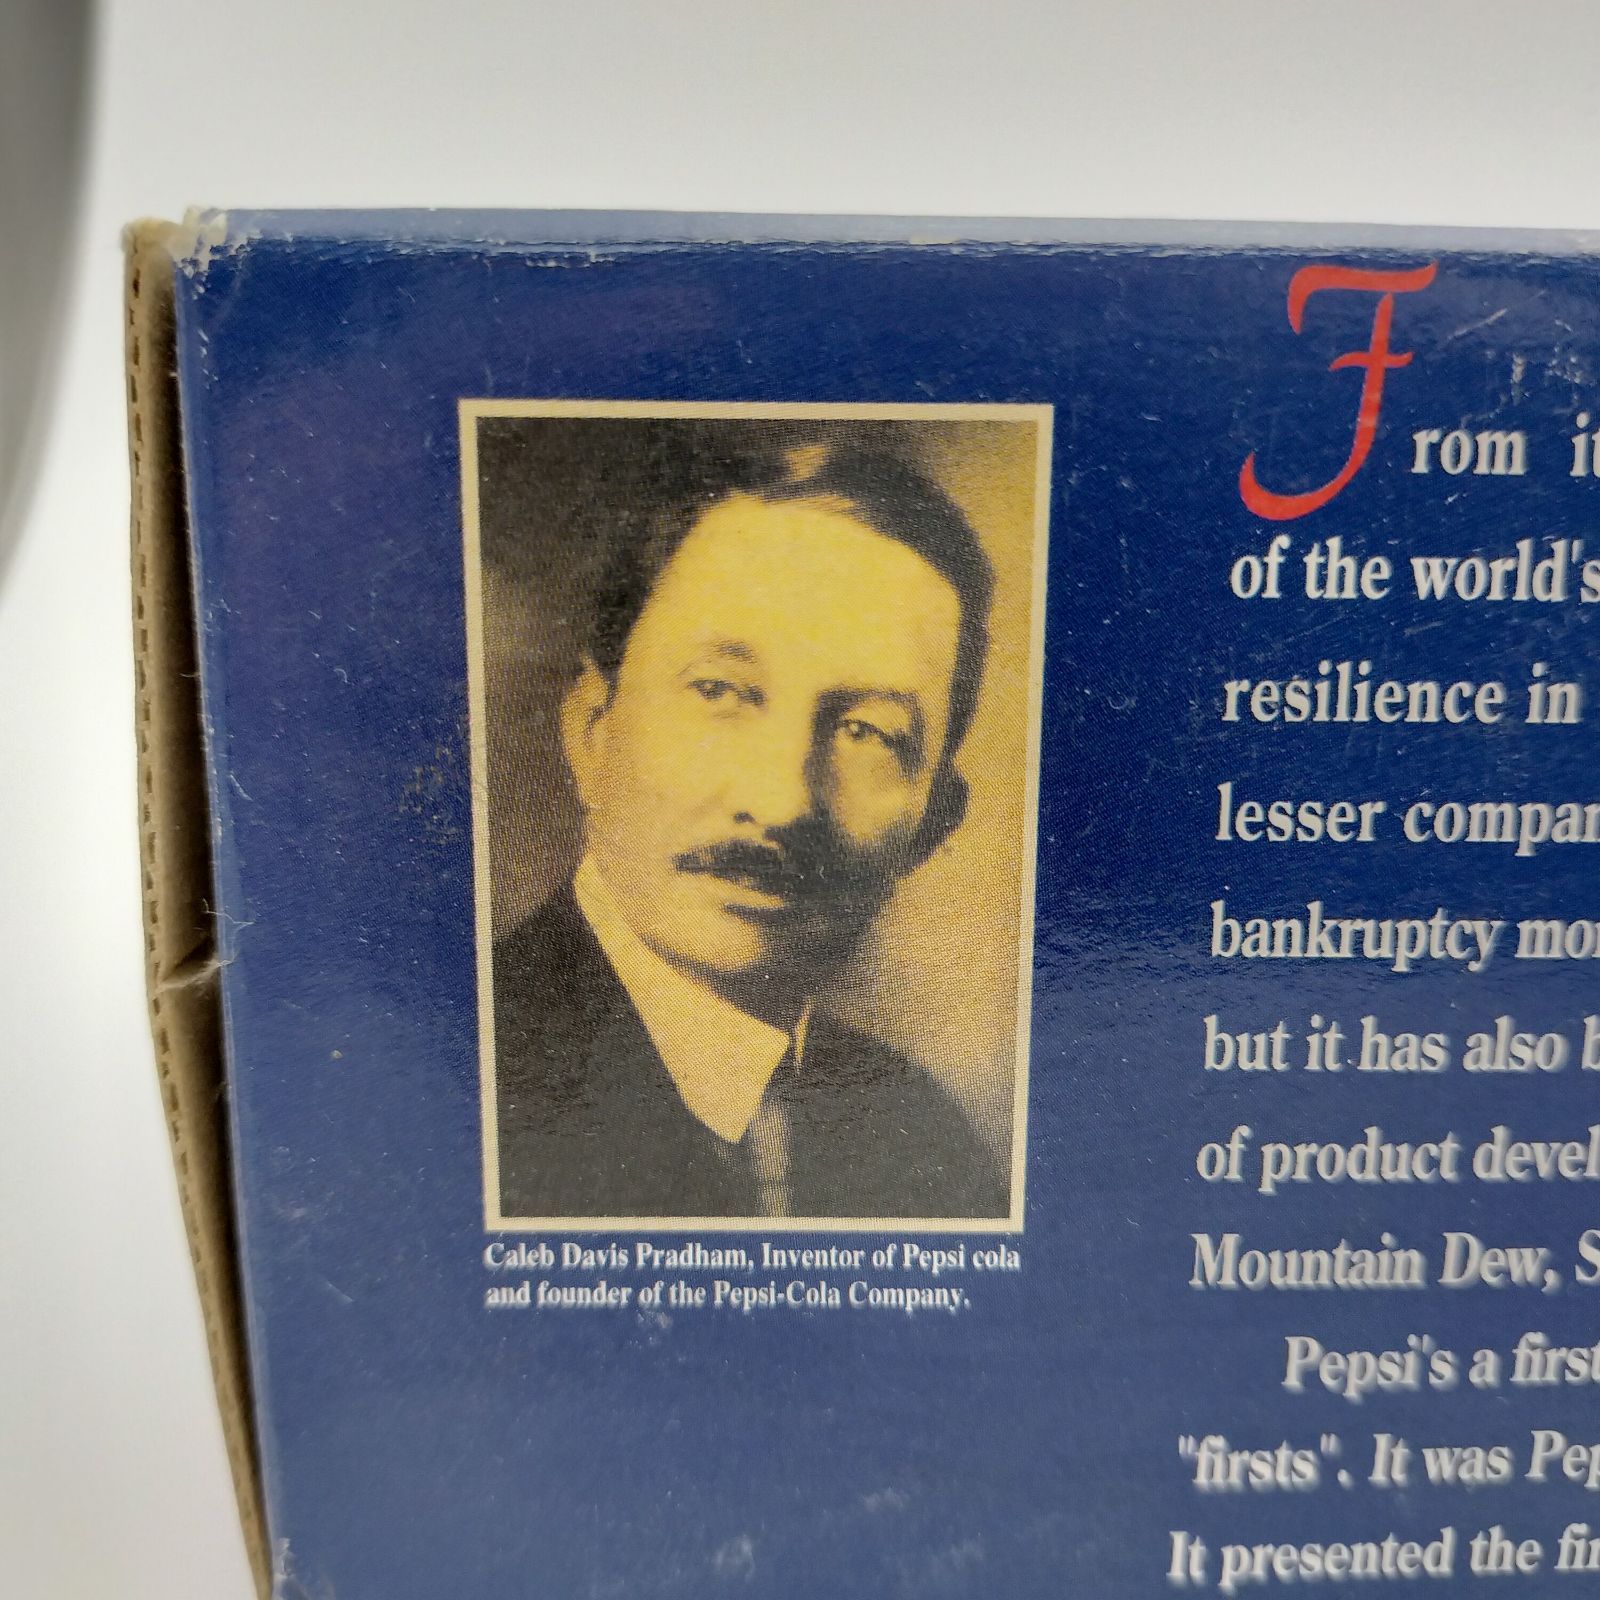 Caleb Davis Pradham, Inventor of Pepsi cola
and founder of the Pepsi-Cola Company.
From
of the world's
resilience in
lesser
bankruptcy
but it has also
of product
Mountain Dew,
Pepsi's a first
"firsts". It was
It presented the